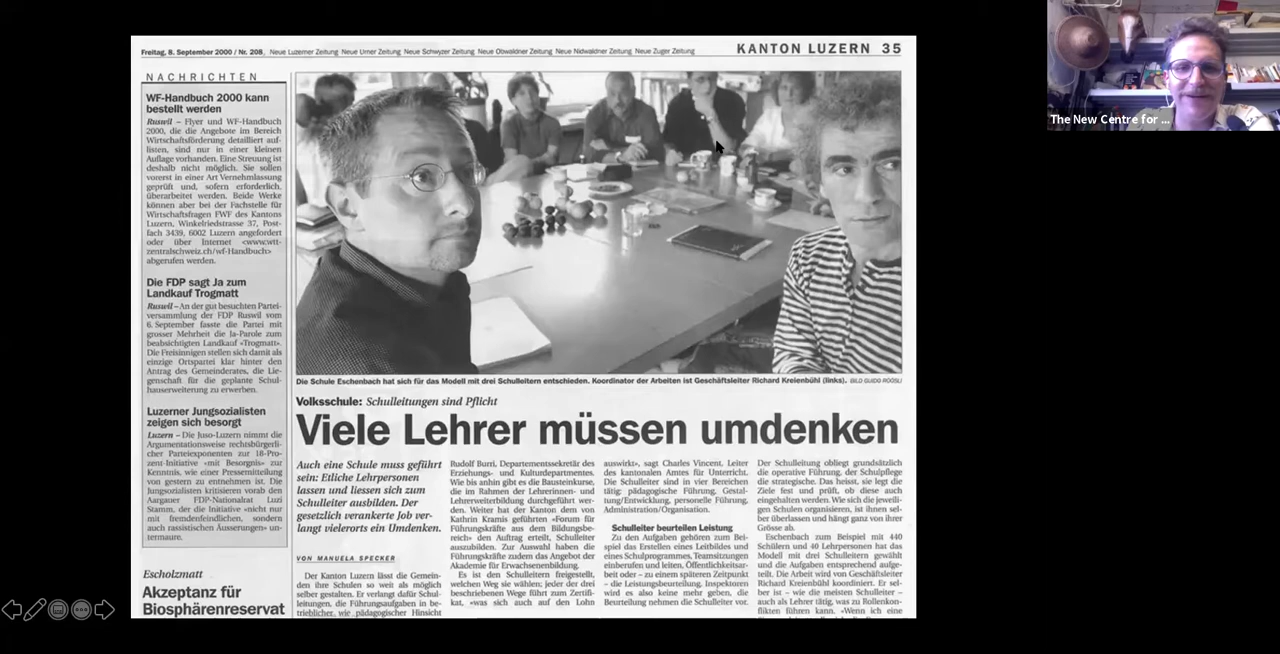 Freitag, 8. September 2000 / Nr. 208, Neue Luzerner Zeitung Neue Urner Zeitung Neue Schwyzer Zeitung Neue Obwaldner Zeitung Neue Nidwaldner Zeitung Neue Zuger Zeitung
KANTON LUZERN 35
NACHRICHTEN
WF-Handbuch 2000 kann
bestellt werden
Ruswil – Flyer und WF-Handbuch
2000, die die Angebote im Bereich
Wirtschaftsförderung detailliert auf-
listen, sind nur in einer kleinen
Auflage vorhanden. Eine Streuung ist
deshalb nicht möglich. Sie sollen
vorerst in einer Art Vernehmlassung
geprüft und, sofern erforderlich,
überarbeitet werden. Beide Werke
können aber bei der Fachstelle für
Wirtschaftsfragen FWF des Kantons
Luzern, Winkelriedstrasse 37, Post-
fach 3439, 6002 Luzern angefordert
oder über Internet <www.wtt-
zentralschweiz.ch/wf-Handbuch>
abgerufen werden.
Die FDP sagt Ja zum
Landkauf Trogmatt
Ruswil – An der gut besuchten Partei-
versammlung der FDP Ruswil vom
6. September fasste die Partei mit
grosser Mehrheit die Ja-Parole zum
beabsichtigten Landkauf «Trogmatt».
Die Freisinnigen stellen sich damit als
einzige Ortspartei klar hinter den
Antrag des Gemeinderates, die Lie-
genschaft für die geplante Schul-
hauserweiterung zu erwerben.
Luzerner Jungsozialisten
zeigen sich besorgt
Luzern – Die Juso-Luzern nimmt die
Argumentationsweise rechtsbürgerli-
cher Parteiexponenten zur 18-Pro-
zent-Initiative «mit Besorgnis» zur
Kenntnis, wie einer Pressemitteilung
von gestern zu entnehmen ist. Die
Jungsozialisten kritisieren vorab den
Aargauer FDP-Nationalrat Luzi
Stamm, der die Initiative «nicht nur
mit fremdenfeindlichen, sondern
auch rassistischen Äusserungen» un-
termaure.
Escholzmatt
Akzeptanz für
Biosphärenreservat
Die Schule Eschenbach hat sich für das Modell mit drei Schulleitern entschieden. Koordinator der Arbeiten ist Geschäftsleiter Richard Kreienbühl (links). BILD GUIDO RÖÖSLI
Volksschule: Schulleitungen sind Pflicht
Viele Lehrer müssen umdenken
Auch eine Schule muss geführt
sein: Etliche Lehrpersonen
lassen und liessen sich zum
Schulleiter ausbilden. Der
gesetzlich verankerte Job ver-
langt vielerorts ein Umdenken.
VON MANUELA SPECKER
Der Kanton Luzern lässt die Gemein-
den ihre Schulen so weit als möglich
selber gestalten. Er verlangt dafür Schul-
leitungen, die Führungsaufgaben in be-
trieblicher, wie pädagogischer Hinsicht
Rudolf Burri, Departementssekretär des
Erziehungs- und Kulturdepartementes.
Wie bis anhin gibt es die Bausteinkurse,
die im Rahmen der Lehrerinnen- und
Lehrerweiterbildung durchgeführt wer-
den. Weiter hat der Kanton dem von
Kathrin Kramis geführten «Forum für
Führungskräfte aus dem Bildungsbe-
reich» den Auftrag erteilt, Schulleiter
auszubilden. Zur Auswahl haben die
Führungskräfte zudem das Angebot der
Akademie für Erwachsenenbildung.
Es ist den Schulleitern freigestellt,
welchen Weg sie wählen; jeder der drei
beschriebenen Wege führt zum Zertifi-
kat, «was sich auch auf den Lohn
auswirkt», sagt Charles Vincent, Leiter
des kantonalen Amtes für Unterricht.
Die Schulleiter sind in vier Bereichen
tätig: pädagogische Führung, Gestal-
tung/Entwicklung, personelle Führung,
Administration/Organisation.
Schulleiter beurteilen Leistung
Zu den Aufgaben gehören zum Bei-
spiel das Erstellen eines Leitbildes und
eines Schulprogrammes, Teamsitzungen
einberufen und leiten, Öffentlichkeitsar-
beit oder – zu einem späteren Zeitpunkt
– die Leistungsbeurteilung. Inspektoren
wird es also keine mehr geben, die
Beurteilung nehmen die Schulleiter vor.
Der Schulleitung obliegt grundsätzlich
die operative Führung, der Schulpflege
die strategische. Das heisst, sie legt die
Ziele fest und prüft, ob diese auch
eingehalten werden. Wie sich die jeweili-
gen Schulen organisieren, ist ihnen sel-
ber überlassen und hängt ganz von ihrer
Grösse ab.
Eschenbach zum Beispiel mit 440
Schülern und 40 Lehrpersonen hat das
Modell mit drei Schulleitern gewählt
und die Aufgaben entsprechend aufge-
teilt. Die Arbeit wird von Geschäftsleiter
Richard Kreienbühl koordiniert. Er sel-
ber ist – wie die meisten Schulleiter –
auch als Lehrer tätig, was zu Rollenkon-
flikten führen kann. «Wenn ich eine
The New Centre for ...